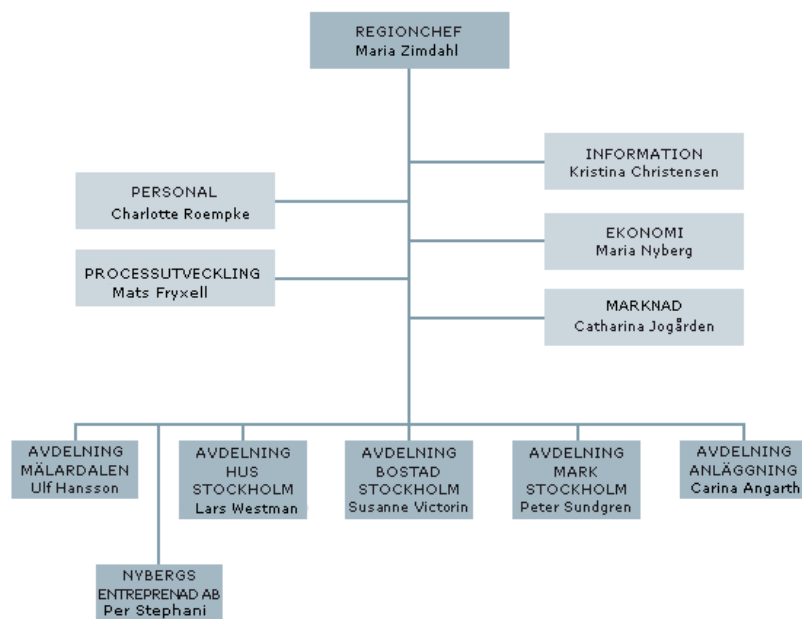 REGIONCHEF
Maria Zimdahl
INFORMATION
Kristina Christensen
PERSONAL
Charlotte Roempke
EKONOMI
Maria Nyberg
PROCESSUTVECKLING
Mats Fryxell
MARKNAD
Catharina Jogården
AVDELNING
MÄLARDALEN
Ulf Hansson
AVDELNING
HUS
STOCKHOLM
Lars Westman
AVDELNING
BOSTAD
STOCKHOLM
Susanne Victorin
AVDELNING
MARK
STOCKHOLM
Peter Sundgren
AVDELNING
ANLÄGGNING
Carina Angarth
NYBERGS
ENTREPRENAD AB
Per Stephani